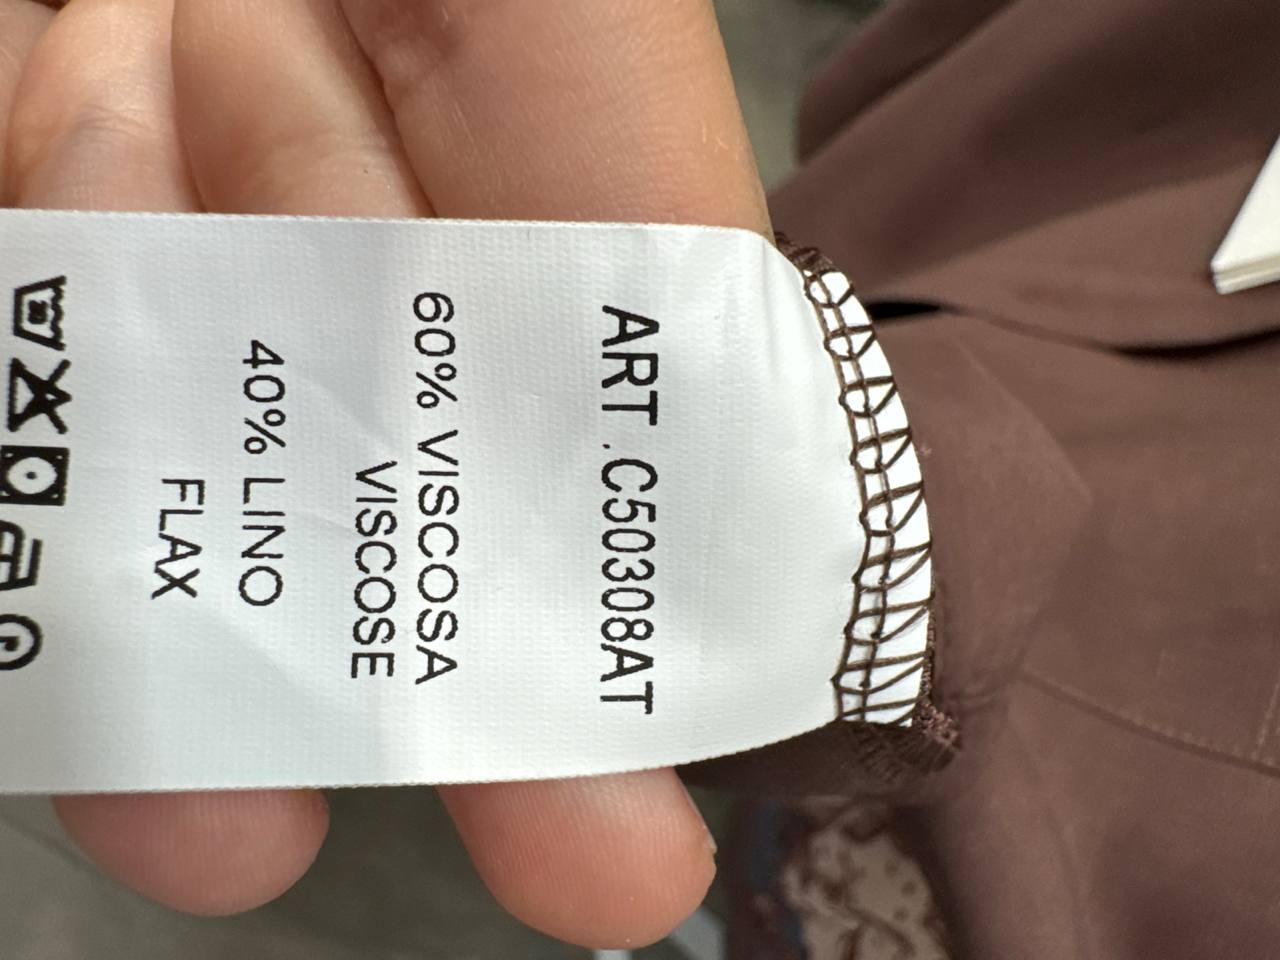 ART.C50308AT
60% VISCOSA
VISCOSE
40% LINO
FLAX